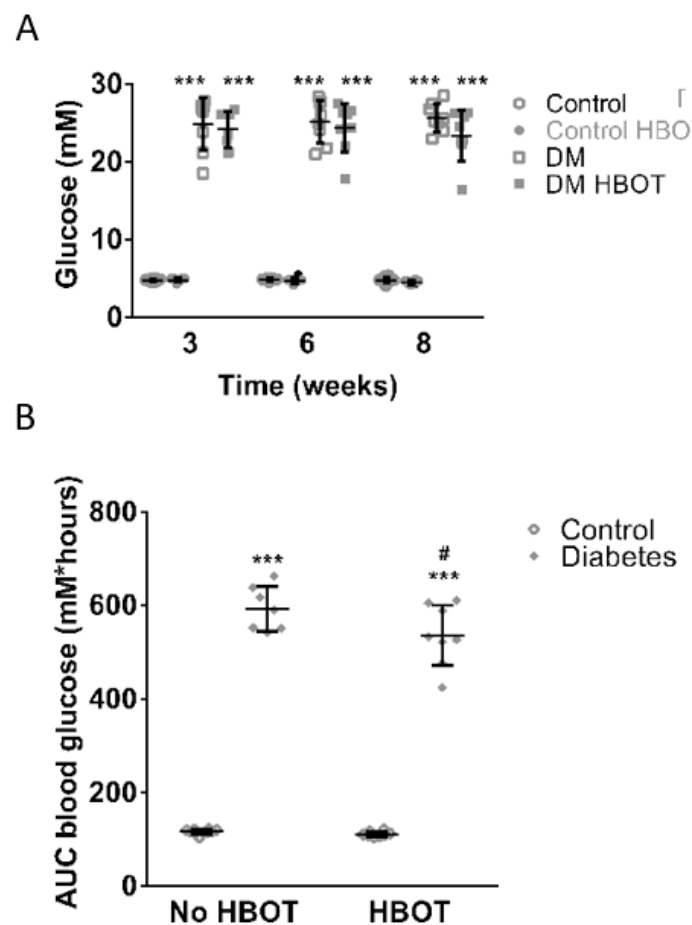 A
*** *** *** *** *** ***
30
20
10
0
Glucose (mM)
3 6 8
Time (weeks)
Control
Control HBO
DM
DM HBOT
B
800
600
400
200
0
AUC blood glucose (mM*hours)
***
#
***
No HBOT HBOT
Control
Diabetes